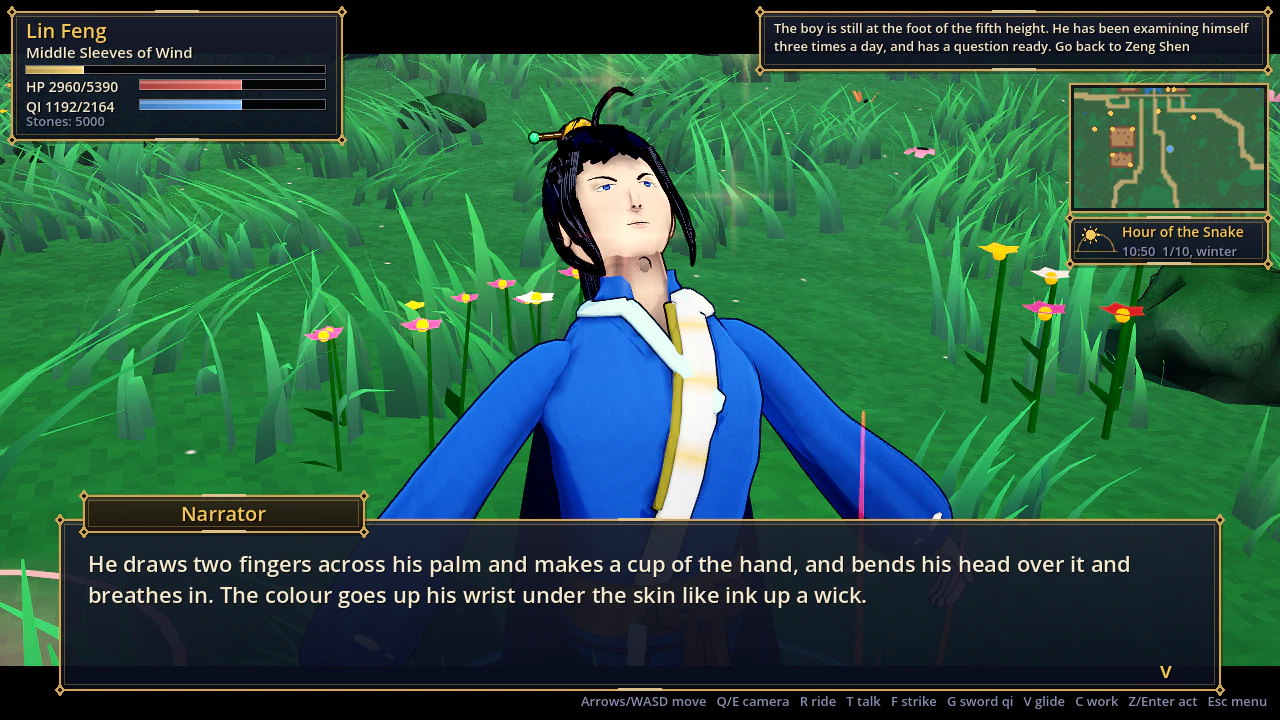 Lin Feng
Middle Sleeves of Wind
HP 2960/5390
QI 1192/2164
Stones: 5000
The boy is still at the foot of the fifth height. He has been examining himself
three times a day, and has a question ready. Go back to Zeng Shen
Hour of the Snake
10:50 1/10, winter
Narrator
He draws two fingers across his palm and makes a cup of the hand, and bends his head over it and
breathes in. The colour goes up his wrist under the skin like ink up a wick.
V
Arrows/WASD move Q/E camera R ride T talk F strike G sword qi V glide C work Z/Enter act Esc menu